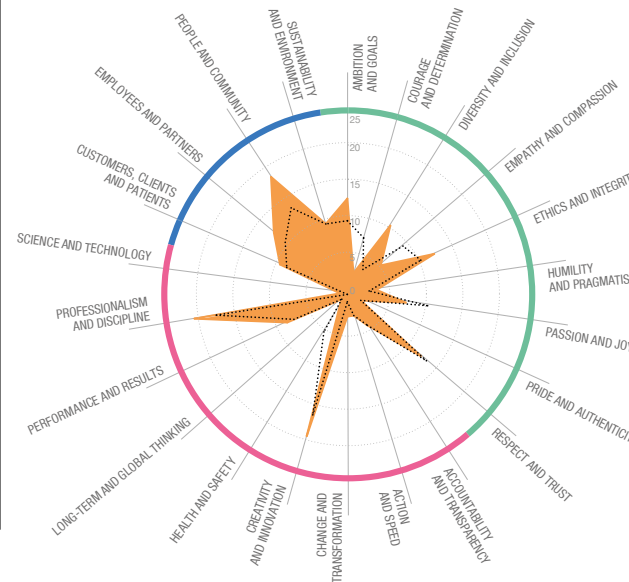 AMBITION
AND GOALS
COURAGE
AND DETERMINATION
DIVERSITY AND INCLUSION
EMPATHY AND COMPASSION
ETHICS AND INTEGRIT
HUMILITY
AND PRAGMATIS
PASSION AND JOY
PRIDE AND AUTHENTICI
RESPECT AND TRUST
ACCOUNTABILITY
AND TRANSPARENCY
ACTION
AND SPEED
CHANGE AND
TRANSFORMATION
CREATIVITY
AND INNOVATION
HEALTH AND SAFETY
LONG-TERM AND GLOBAL THINKING
PERFORMANCE AND RESULTS
PROFESSIONALISM
AND DISCIPLINE
SCIENCE AND TECHNOLOGY
CUSTOMERS, CLIENTS
AND PATIENTS
EMPLOYEES AND PARTNERS
PEOPLE AND COMMUNITY
SUSTAINABILITY
AND ENVIRONMENT
25
20
15
10
5
0